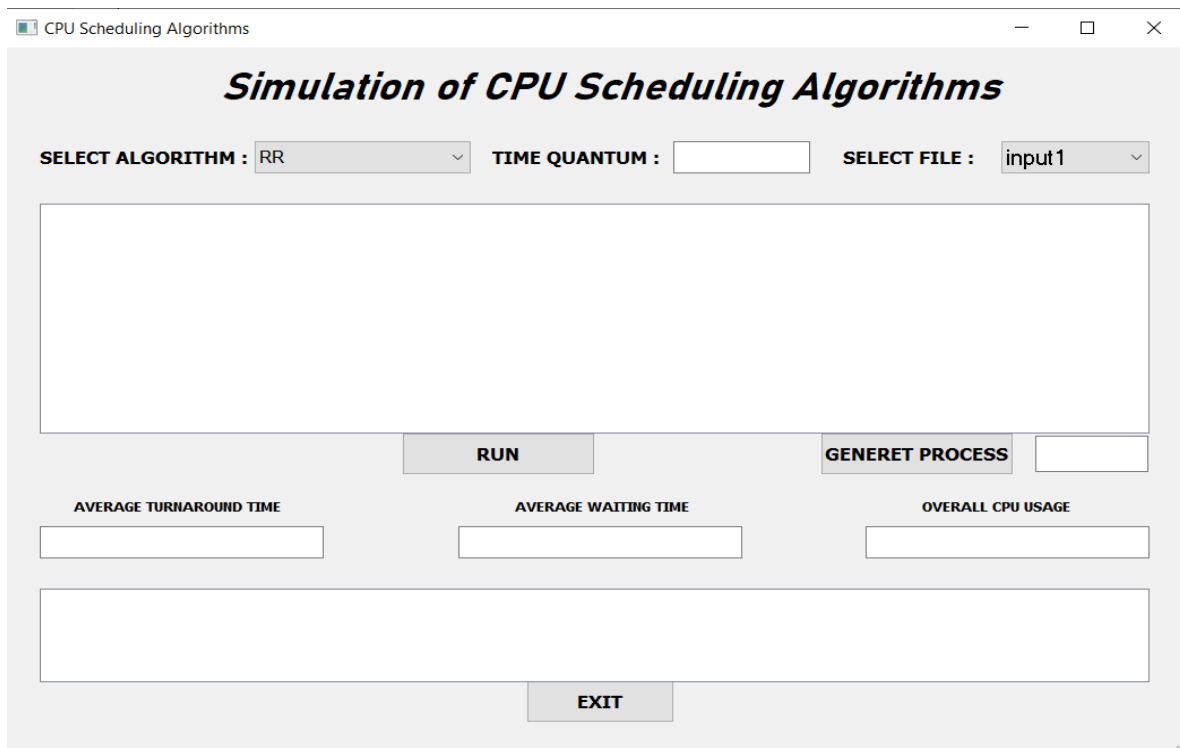 CPU Scheduling Algorithms
Simulation of CPU Scheduling Algorithms
SELECT ALGORITHM : RR TIME QUANTUM : SELECT FILE : input1
RUN GENERET PROCESS
AVERAGE TURNAROUND TIME AVERAGE WAITING TIME OVERALL CPU USAGE
EXIT